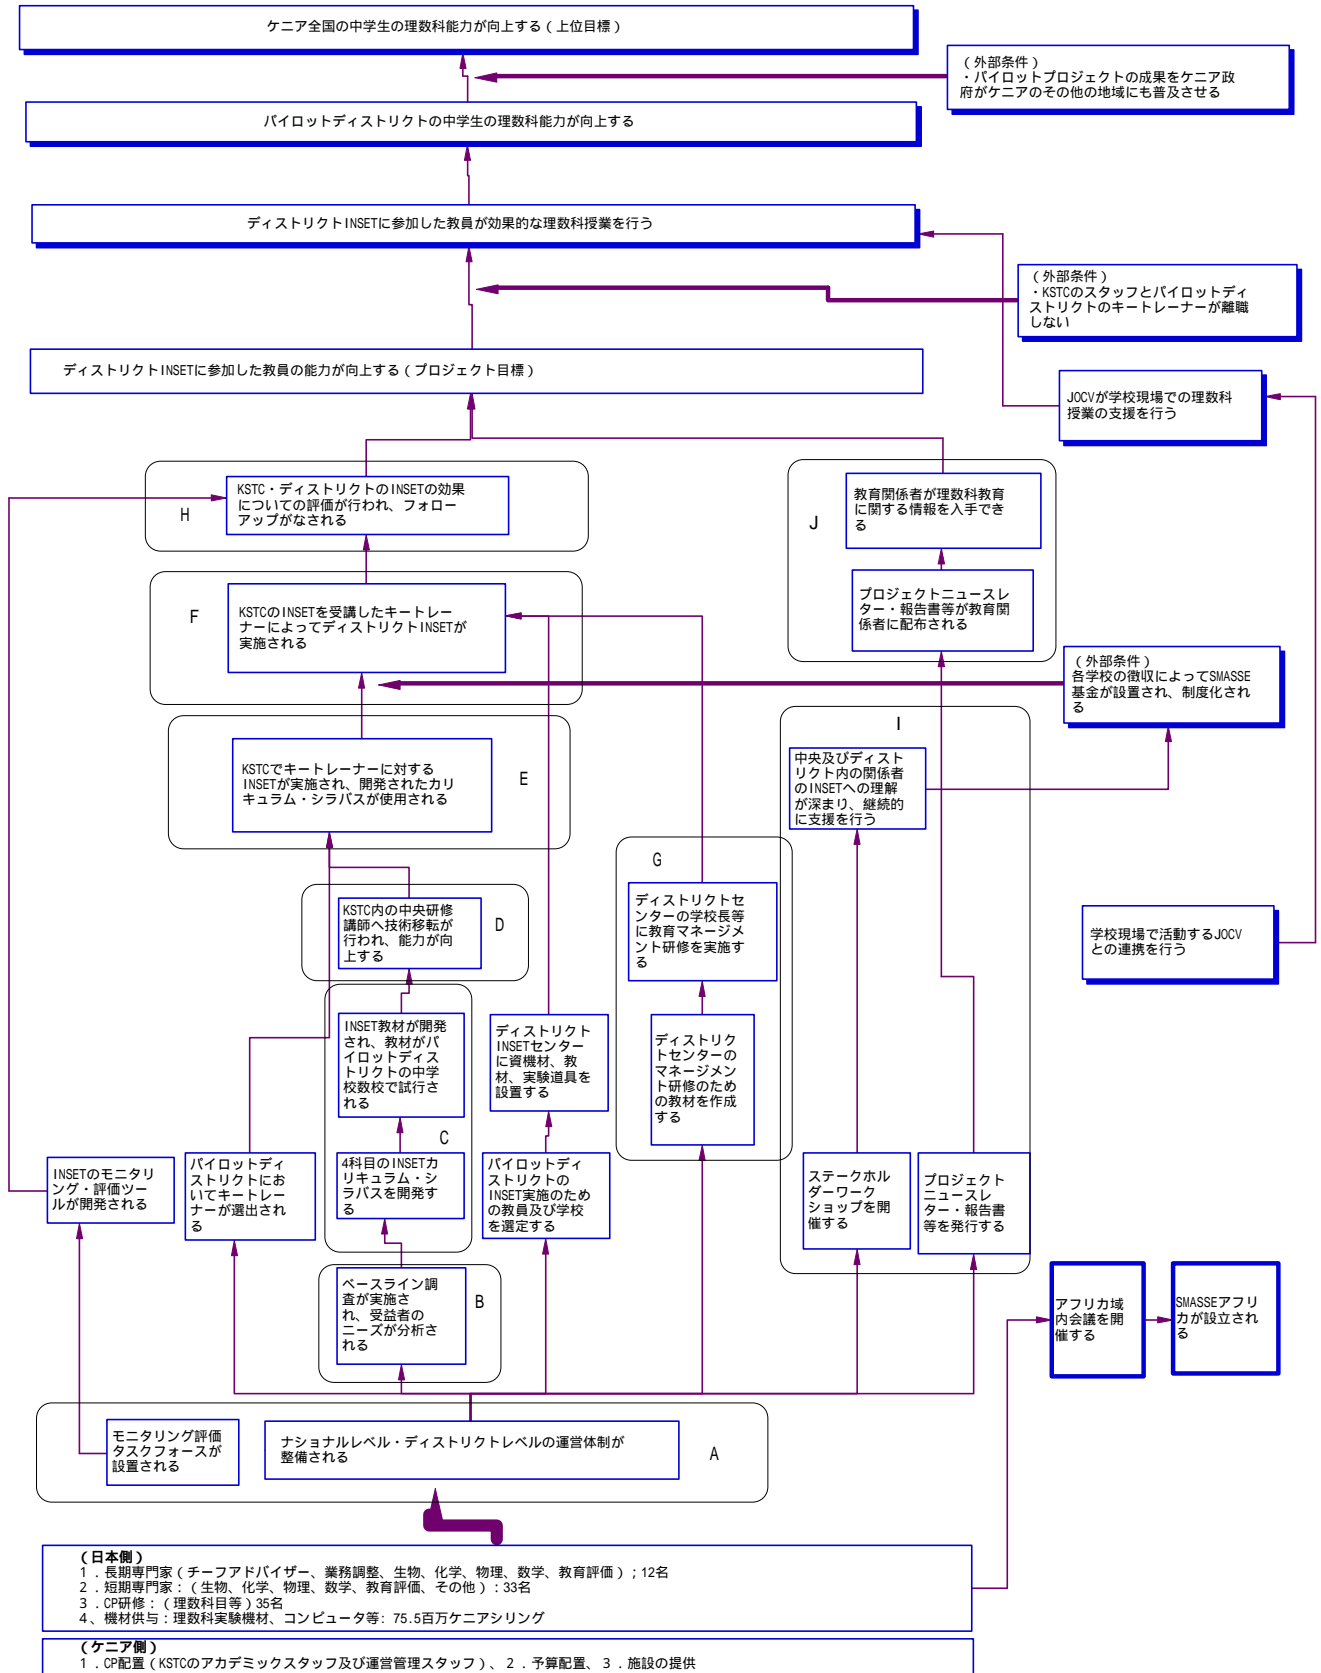 ケニア全国の中学生の理数科能力が向上する（上位目標）
（外部条件）
・パイロットプロジェクトの成果をケニア政
府がケニアのその他の地域にも普及させる
パイロットディストリクトの中学生の理数科能力が向上する
ディストリクトINSETに参加した教員が効果的な理数科授業を行う
（外部条件）
・KSTCのスタッフとパイロットディ
ストリクトのキートレーナーが離職
しない
ディストリクトINSETに参加した教員の能力が向上する（プロジェクト目標）
JOCVが学校現場での理数科
授業の支援を行う
H
KSTC・ディストリクトのINSETの効果
についての評価が行われ、フォロー
アップがなされる
J
教育関係者が理数科教育
に関する情報を入手でき
る
F
KSTCのINSETを受講したキートレー
ナーによってディストリクトINSETが
実施される
プロジェクトニュースレ
ター・報告書等が教育関
係者に配布される
（外部条件）
各学校の徴収によってSMASSE
基金が設置され、制度化され
る
I
E
KSTCでキートレーナーに対する
INSETが実施され、開発されたカリ
キュラム・シラバスが使用される
中央及びディスト
リクト内の関係者
のINSETへの理解
が深まり、継続的
に支援を行う
G
D
KSTC内の中央研修
講師へ技術移転が
行われ、能力が向
上する
ディストリクトセ
ンターの学校長等
に教育マネージメ
ント研修を実施す
る
学校現場で活動するJOCV
との連携を行う
INSET教材が開発
され、教材がパ
イロットディス
トリクトの中学
校数校で試行さ
れる
ディストリクト
INSETセンター
に資機材、教
材、実験道具を
設置する
ディストリク
トセンターの
マネージメン
ト研修のため
の教材を作成
する
C
INSETのモニタリ
ング・評価ツー
ルが開発される
パイロットディ
ストリクトにお
いてキートレー
ナーが選出され
る
4科目のINSETカ
リキュラム・シ
ラバスを開発す
る
パイロットディ
ストリクトの
INSET実施のため
の教員及び学校
を選定する
ステークホル
ダーワーク
ショップを開
催する
プロジェクト
ニュースレ
ター・報告書
等を発行する
B
ベースライン調
査が実施さ
れ、受益者の
ニーズが分析さ
れる
アフリカ域
内会議を開
催する
SMASSEアフリ
カが設立され
る
モニタリング評価
タスクフォースが
設置される
ナショナルレベル・ディストリクトレベルの運営体制が
整備される
A
（日本側）
１．長期専門家（チーフアドバイザー、業務調整、生物、化学、物理、数学、教育評価）；12名
２．短期専門家：（生物、化学、物理、数学、教育評価、その他）：33名
３．CP研修：（理数科目等）35名
４、機材供与：理数科実験機材、コンピュータ等：75.5百万ケニアシリング
（ケニア側）
１．CP配置（KSTCのアカデミックスタッフ及び運営管理スタッフ）、２．予算配置、３．施設の提供